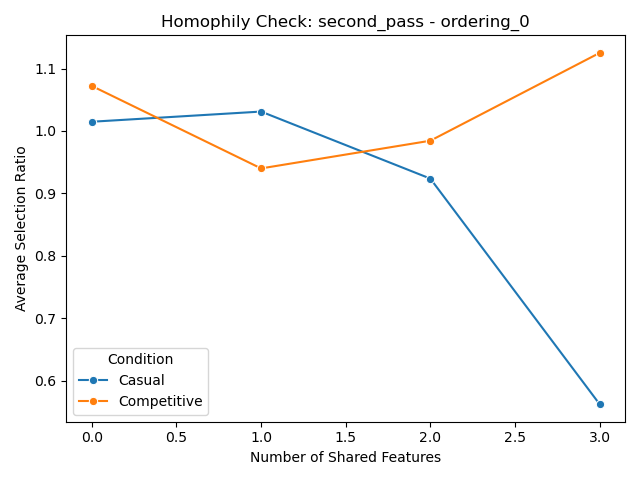 Homophily Check: second_pass - ordering_0
Average Selection Ratio
1.1
1.0
0.9
0.8
0.7
0.6
Condition
Casual
Competitive
0.0 0.5 1.0 1.5 2.0 2.5 3.0
Number of Shared Features